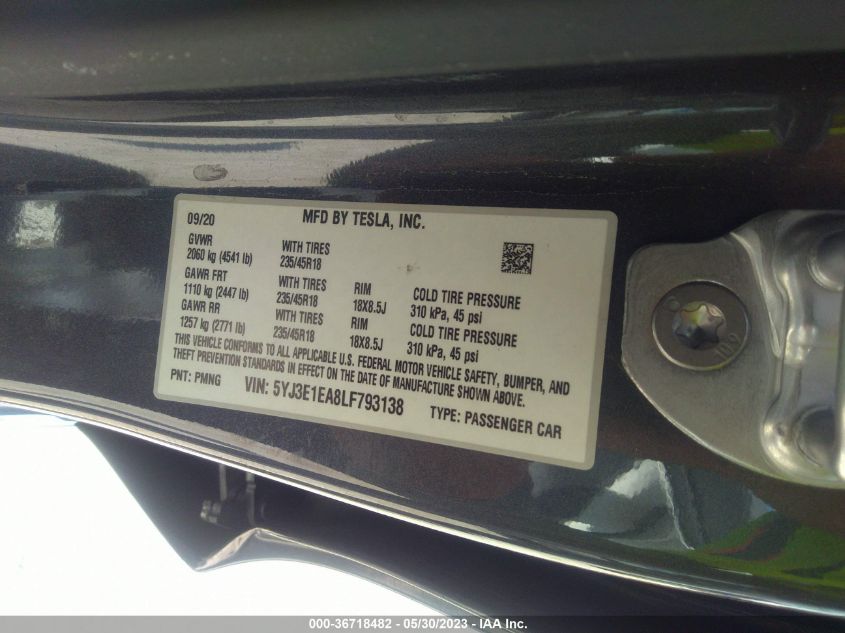 09/20 MFD BY TESLA, INC.
GVWR
2060 kg (4541 lb) WITH TIRES
235/45R18
GAWR FRT
1110 kg (2447 lb) WITH TIRES
235/45R18 RIM
18X8.5J COLD TIRE PRESSURE
310 kPa, 45 psi
GAWR RR
1257 kg (2771 lb) WITH TIRES
235/45R18 RIM
18X8.5J COLD TIRE PRESSURE
310 kPa, 45 psi
THIS VEHICLE CONFORMS TO ALL APPLICABLE U.S. FEDERAL MOTOR VEHICLE SAFETY, BUMPER, AND
THEFT PREVENTION STANDARDS IN EFFECT ON THE DATE OF MANUFACTURE SHOWN ABOVE.
PNT: PMNG VIN: 5YJ3E1EA8LF793138 TYPE: PASSENGER CAR
000-36718482 - 05/30/2023 - IAAI.com